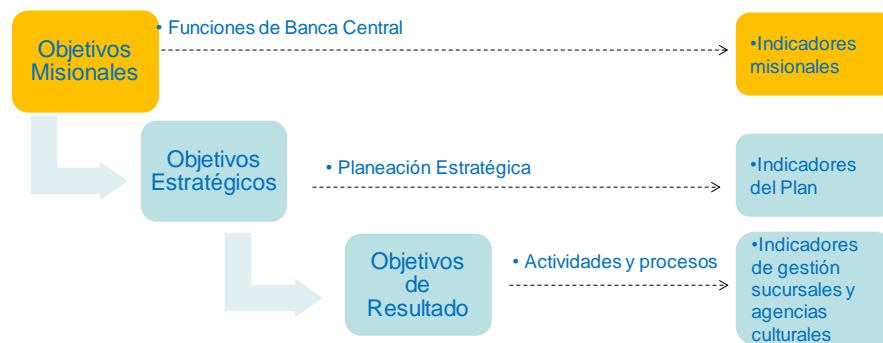 • Funciones de Banca Central
Objetivos
Misionales
•Indicadores
misionales
Objetivos
Estratégicos
• Planeación Estratégica
•Indicadores
del Plan
Objetivos
de
Resultado
• Actividades y procesos
•Indicadores
de gestión
sucursales y
agencias
culturales